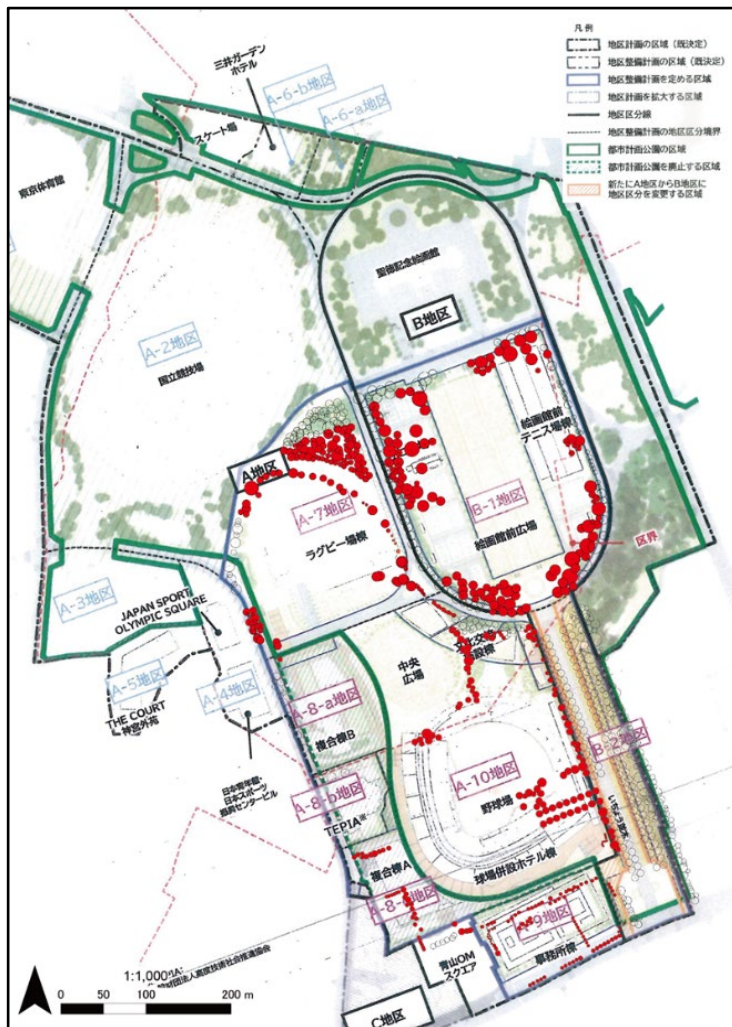 凡 例
地区計画の区域（既決定）
地区整備計画の区域（既決定）
地区整備計画を定める区域
地区計画を拡大する区域
地区区分線
地区整備計画の地区区分境界
都市計画公園の区域
都市計画公園を廃止する区域
新たにA地区からB地区に
地区区分を変更する区域
三井ガーデン
ホテル
A-6-b地区
A-6-a地区
スケート場
東京体育館
聖徳記念絵画館
B地区
A-2地区
国立競技場
絵画館前
テニス場棟
A地区
A-7地区
ラグビー場棟
B-1地区
絵画館前広場
区界
A-3地区
JAPAN SPORT
OLYMPIC SQUARE
A-5地区
THE COURT
神宮外苑
A-4地区
中央
広場
A-8-a地区
複合棟B
日本青年館・
日本スポーツ
振興センタービル
A-8-b地区
TEPIA
A-10地区
野球場
B-2地区
いちょう並木
複合棟A
球場併設ホテル棟
A-9地区
事務所棟
青山OM
スクエア
C地区
1:1,000
0 50 100 200 m